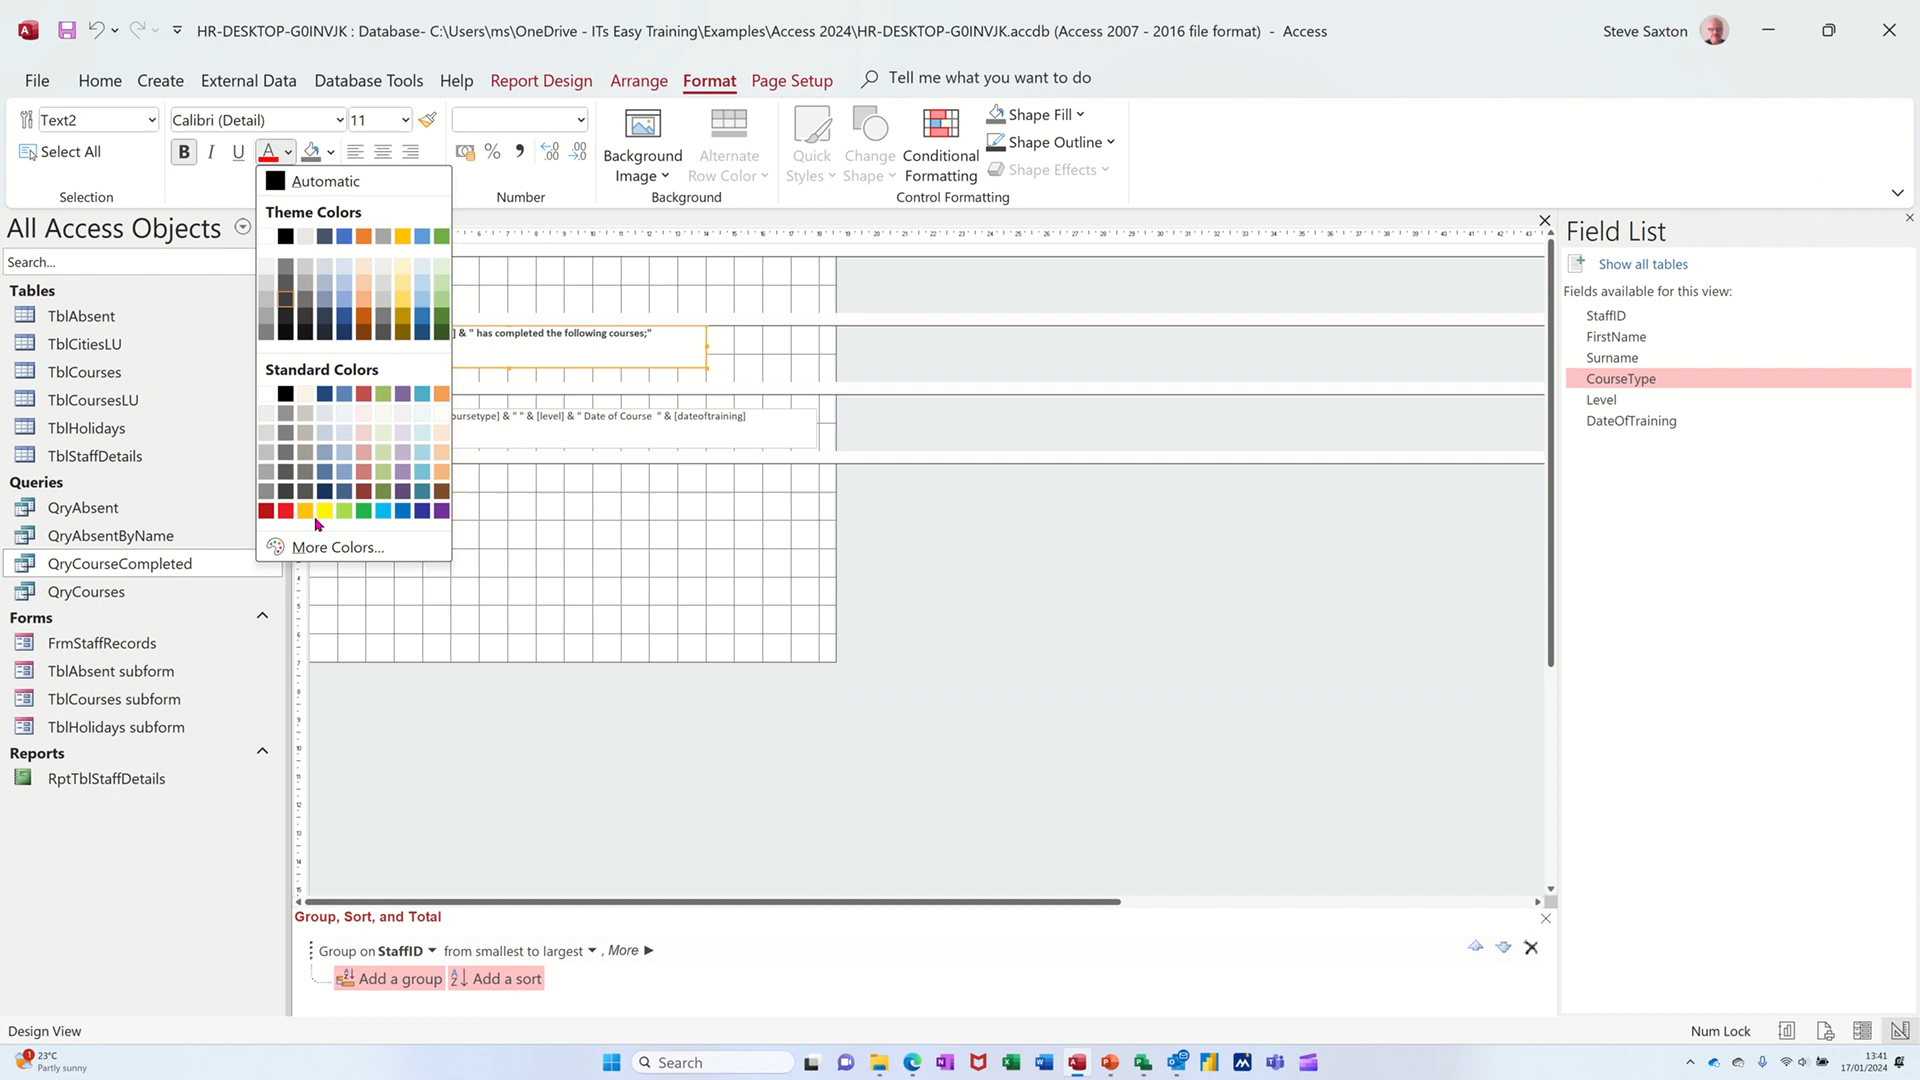 HR-DESKTOP-G0INVJK : Database- C:\Users\ms\OneDrive - ITs Easy Training\Examples\Access 2024\HR-DESKTOP-G0INVJK.accdb (Access 2007 - 2016 file format) - Access
Steve Saxton
File Home Create External Data Database Tools Help Report Design Arrange Format Page Setup Tell me what you want to do
Text2
Calibri (Detail) 11
Select All
B I U A
Selection
Number
Background Image
Alternate Row Color
Background
Quick Styles
Change Shape
Conditional Formatting
Shape Fill
Shape Outline
Shape Effects
Control Formatting
Automatic
Theme Colors
Standard Colors
More Colors...
All Access Objects
Search...
Tables
TblAbsent
TblCitiesLU
TblCourses
TblCoursesLU
TblHolidays
TblStaffDetails
Queries
QryAbsent
QryAbsentByName
QryCourseCompleted
QryCourses
Forms
FrmStaffRecords
TblAbsent subform
TblCourses subform
TblHolidays subform
Reports
RptTblStaffDetails
] & " has completed the following courses;"
oursetype] & " " & [level] & " Date of Course " & [dateoftraining]
Field List
Show all tables
Fields available for this view:
StaffID
FirstName
Surname
CourseType
Level
DateOfTraining
Group, Sort, and Total
Group on StaffID from smallest to largest , More
Add a group Add a sort
Design View
Num Lock
1
23°C
Partly sunny
Search
13:41
17/01/2024